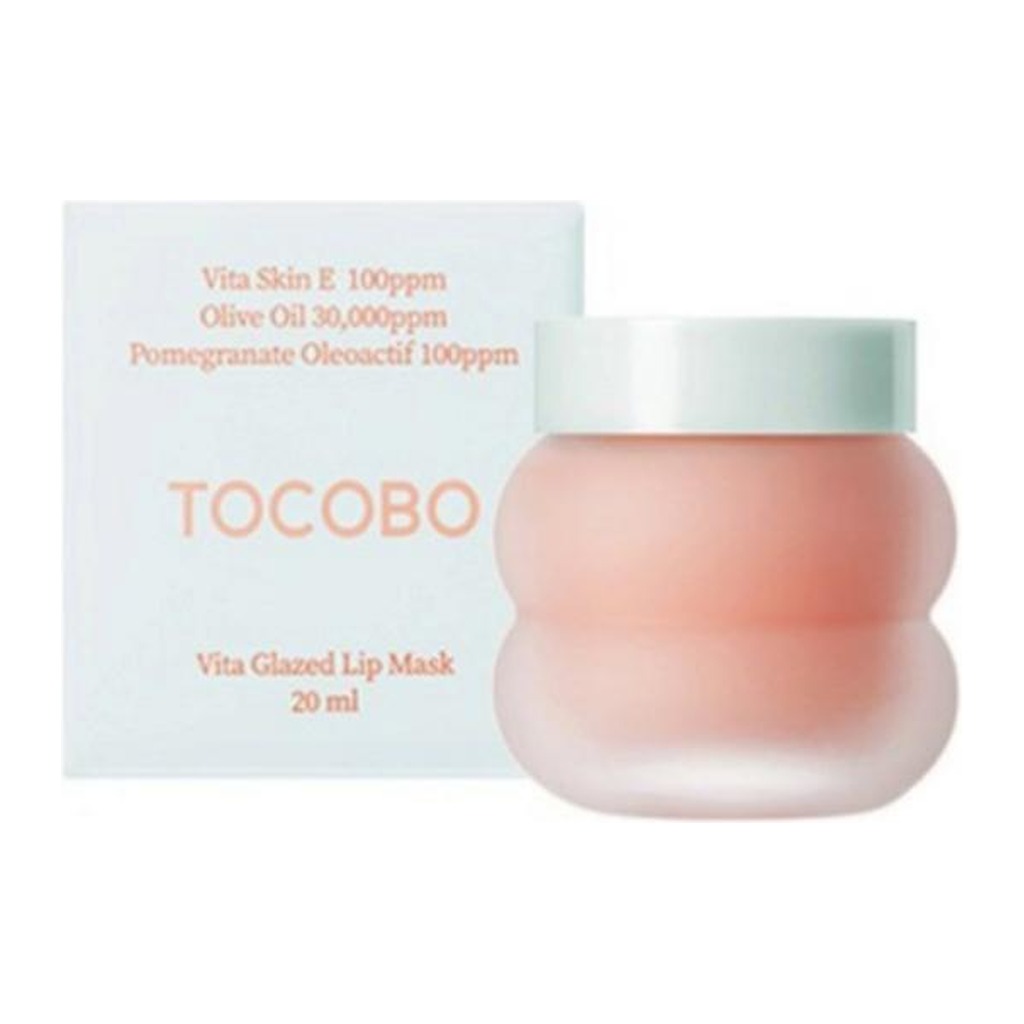 Vita Skin E 100ppm
Olive Oil 30,000ppm
Pomegranate Oleoactif 100ppm
TOCOBO
Vita Glazed Lip Mask
20 ml